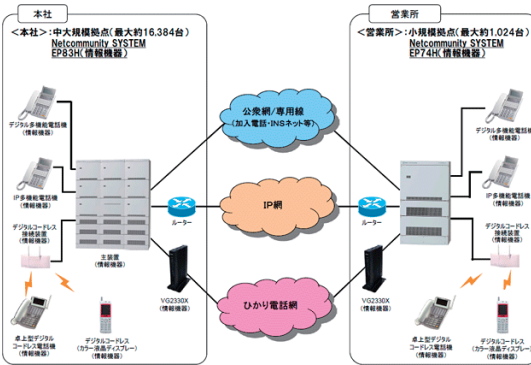 本社
<本社>:中大規模拠点(最大約16,384台)
Netcommunity SYSTEM
EP83H(情報機器)
デジタル多機能電話機
(情報機器)
IP多機能電話機
(情報機器)
デジタルコードレス
接続装置
(情報機器)
主装置
(情報機器)
卓上型デジタル
コードレス電話機
(情報機器)
デジタルコードレス
(カラー液晶ディスプレー)
(情報機器)
ルーター
VG2330X
(情報機器)
公衆網/専用線
(加入電話・INSネット等)
IP網
ひかり電話網
営業所
<営業所>:小規模拠点(最大約1,024台)
Netcommunity SYSTEM
EP74H(情報機器)
ルーター
VG2330X
(情報機器)
デジタル多機能電話機
(情報機器)
IP多機能電話機
(情報機器)
デジタルコードレス
接続装置
(情報機器)
卓上型デジタル
コードレス電話機
(情報機器)
デジタルコードレス
(カラー液晶ディスプレー)
(情報機器)